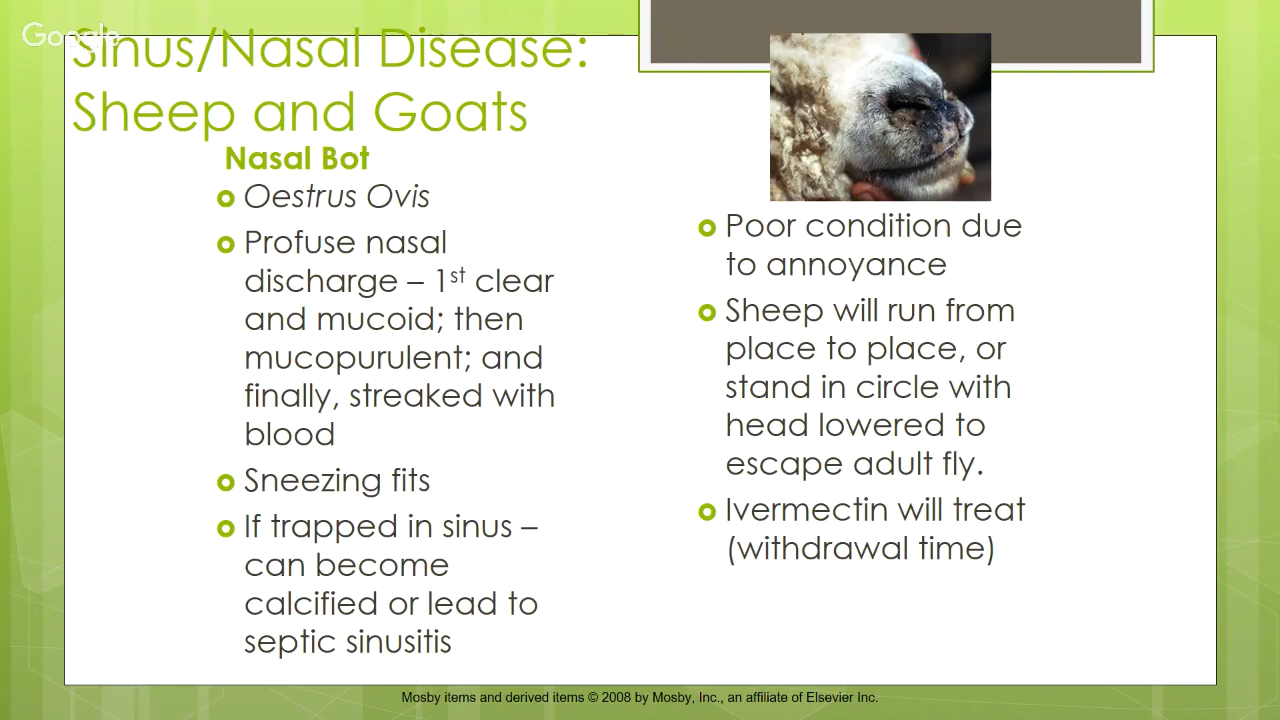 Google
Sinus/Nasal Disease:
Sheep and Goats
Nasal Bot
Oestrus Ovis
Profuse nasal
discharge – 1st clear
and mucoid; then
mucopurulent; and
finally, streaked with
blood
Sneezing fits
If trapped in sinus –
can become
calcified or lead to
septic sinusitis
Poor condition due
to annoyance
Sheep will run from
place to place, or
stand in circle with
head lowered to
escape adult fly.
Ivermectin will treat
(withdrawal time)
Mosby items and derived items © 2008 by Mosby, Inc., an affiliate of Elsevier Inc.